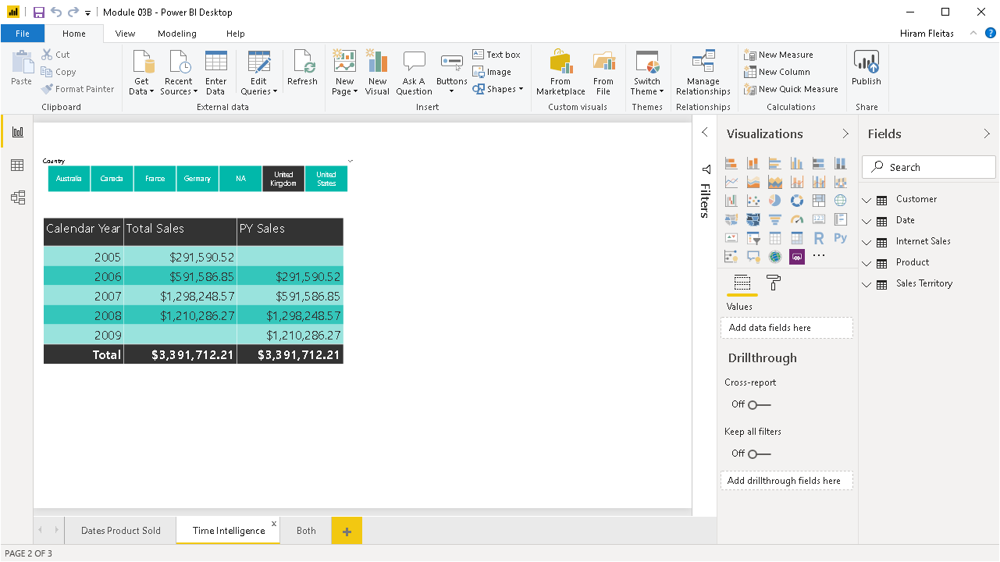 Module 03B - Power BI Desktop
File Home View Modeling Help Hiram Fleitas ?
Paste Cut Copy Format Painter
Clipboard
Get Data Recent Sources Enter Data Edit Queries Refresh
External data
New Page New Visual Ask A Question Buttons Text box Image Shapes
Insert
From Marketplace From File
Custom visuals
Switch Theme
Themes
Manage Relationships
Relationships
New Measure
New Column
New Quick Measure
Calculations
Publish
Share
Country
Australia Canada France Germany NA United Kingdom United States
Calendar Year Total Sales PY Sales
2005 $291,590.52
2006 $591,586.85 $291,590.52
2007 $1,298,248.57 $591,586.85
2008 $1,210,286.27 $1,298,248.57
2009 $1,210,286.27
Total $3,391,712.21 $3,391,712.21
Filters
Visualizations
123
R Py
Values
Add data fields here
Drillthrough
Cross-report
Off
Keep all filters
Off
Add drillthrough fields here
Fields
Search
Customer
Date
Internet Sales
Product
Sales Territory
Dates Product Sold Time Intelligence x Both +
PAGE 2 OF 3